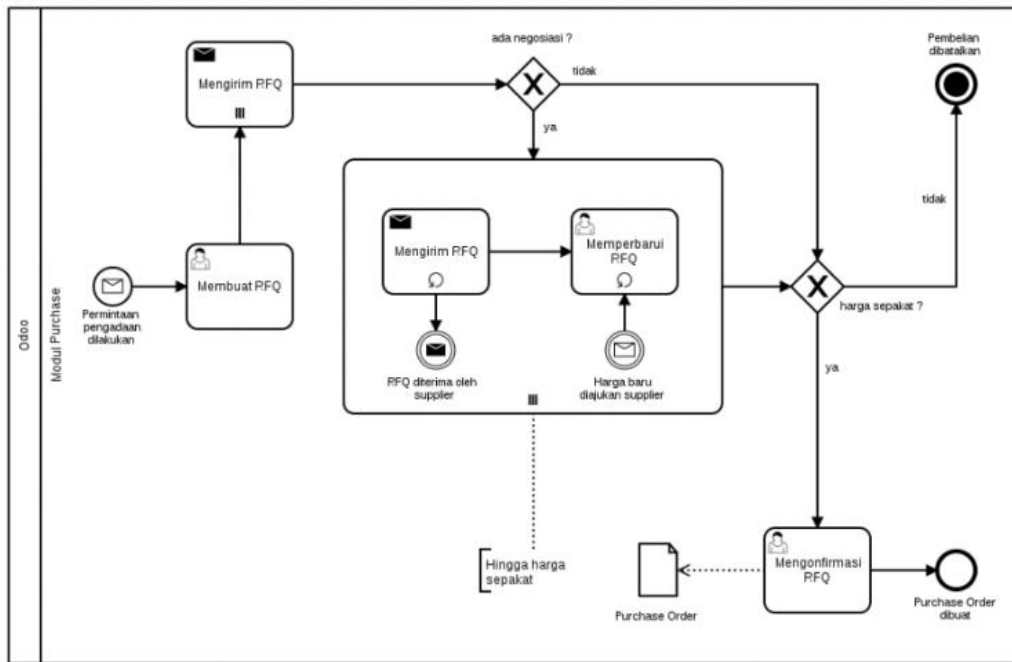 Odoo
Modul Purchase
Permintaan
pengadaan
dilakukan
Membuat RFQ
Mengirim RFQ
ada negosiasi ?
tidak
ya
Mengirim RFQ
Memperbarui
RFQ
RFQ diterima oleh
supplier
Harga baru
diajukan supplier
Hingga harga
sepakat
harga sepakat ?
tidak
Pembelian
dibatalkan
ya
Mengonfirmasi
RFQ
Purchase Order
Purchase Order
dibuat